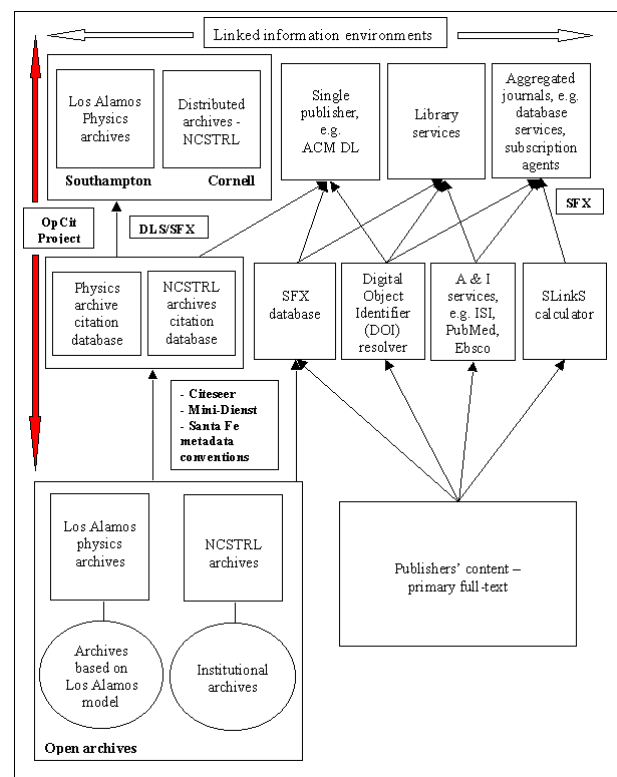 Linked information environments
Los Alamos
Physics
archives
Distributed
archives -
NCSTRL
Southampton
Cornell
Single
publisher,
e.g.
ACM DL
Library
services
Aggregated
journals, e.g.
database
services,
subscription
agents
OpCit
Project
DLS/SFX
SFX
Physics
archive
citation
database
NCSTRL
archives
citation
database
SFX
database
Digital
Object
Identifier
(DOI)
resolver
A & I
services,
e.g. ISI,
PubMed,
Ebsco
SLinkS
calculator
- Citeseer
- Mini-Dienst
- Santa Fe
metadata
conventions
Los Alamos
physics
archives
NCSTRL
archives
Publishers' content –
primary full-text
Archives
based on
Los Alamos
model
Institutional
archives
Open archives